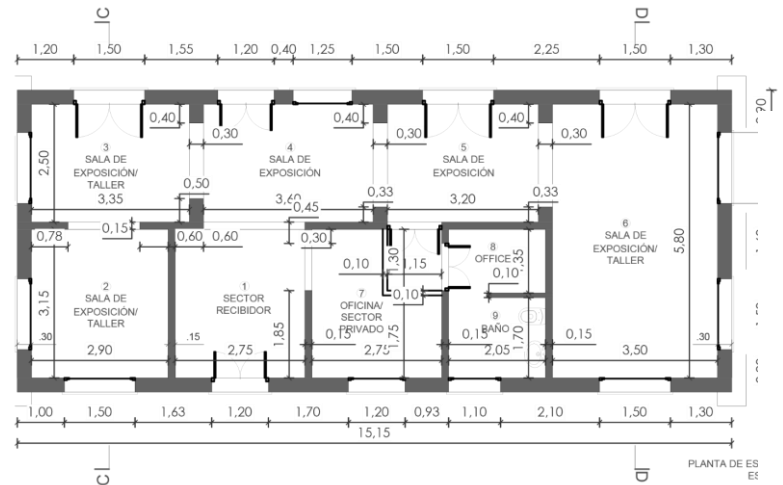 C
D
1,20 1,50 1,55 1,20 0,40 1,25 1,50 1,50 2,25 1,50 1,30
0,40 0,40 0,40
3
SALA DE
EXPOSICIÓN/
TALLER
0,30
4
SALA DE
EXPOSICIÓN
0,30
5
SALA DE
EXPOSICIÓN
0,30
2,50
3,35
0,50
3,60
0,45
0,33
3,20
0,33
6
SALA DE
EXPOSICIÓN/
TALLER
5,80
0,78 0,15 0,60 0,60 0,30
1,30 1,15
8
OFFICE
1,35
0,10 0,10
0,10
2
SALA DE
EXPOSICIÓN/
TALLER
3,15
1
SECTOR
RECIBIDOR
1,85
7
OFICINA/
SECTOR
PRIVADO
1,75
9
BAÑO
1,70
.30 .15 0,15 0,15 0,15 .30
2,90 2,75 2,75 2,05 3,50
1,00 1,50 1,63 1,20 1,70 1,20 0,93 1,10 2,10 1,50 1,30
15,15
C
D
PLANTA DE ES
ES